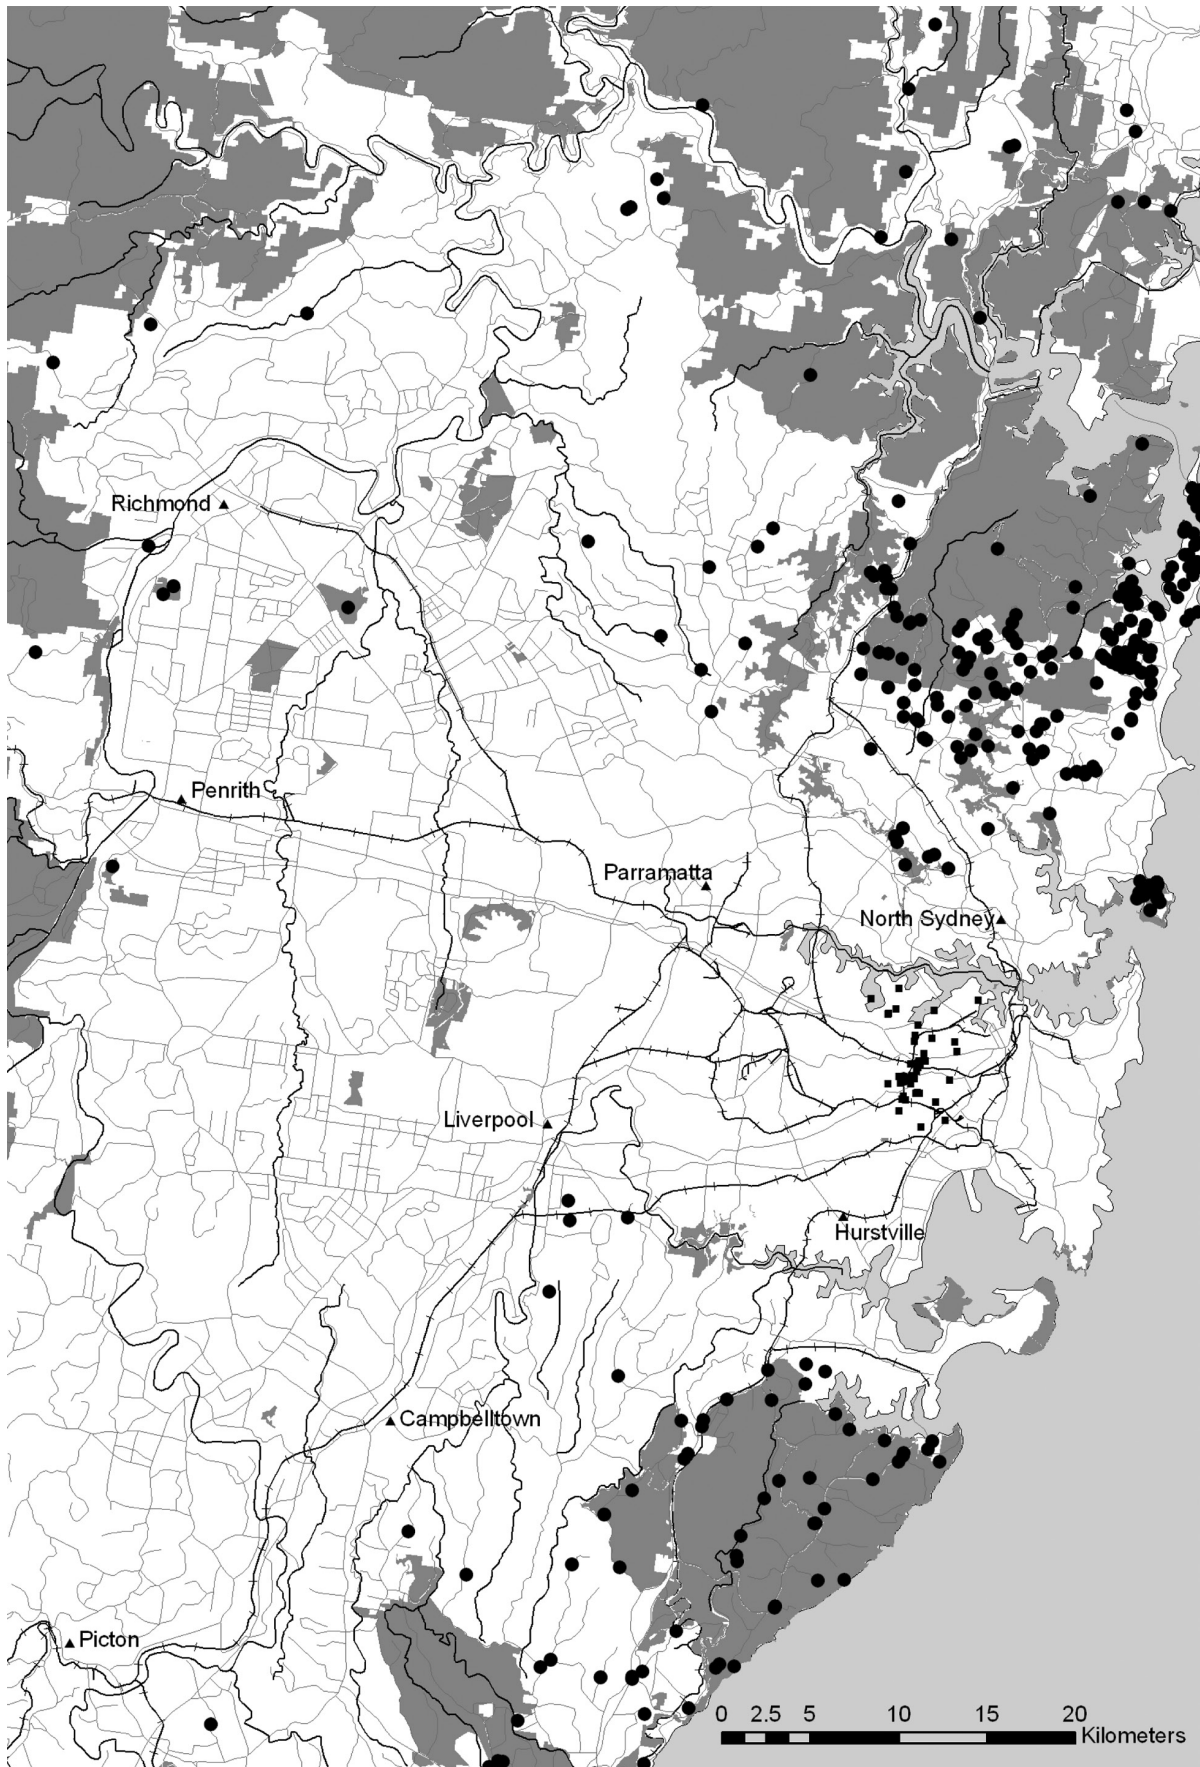 Richmond
Penrith
Parramatta
North Sydney
Liverpool
Hurstville
Campbelltown
Picton
0 2.5 5 10 15 20
Kilometers